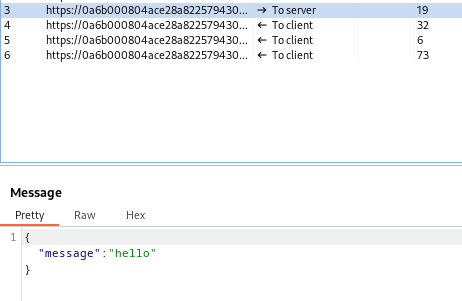 3 https://0a6b000804ace28a822579430... → To server 19
4 https://0a6b000804ace28a822579430... ← To client 32
5 https://0a6b000804ace28a822579430... ← To client 6
6 https://0a6b000804ace28a822579430... ← To client 73
Message
Pretty Raw Hex
1 {
"message":"hello"
}